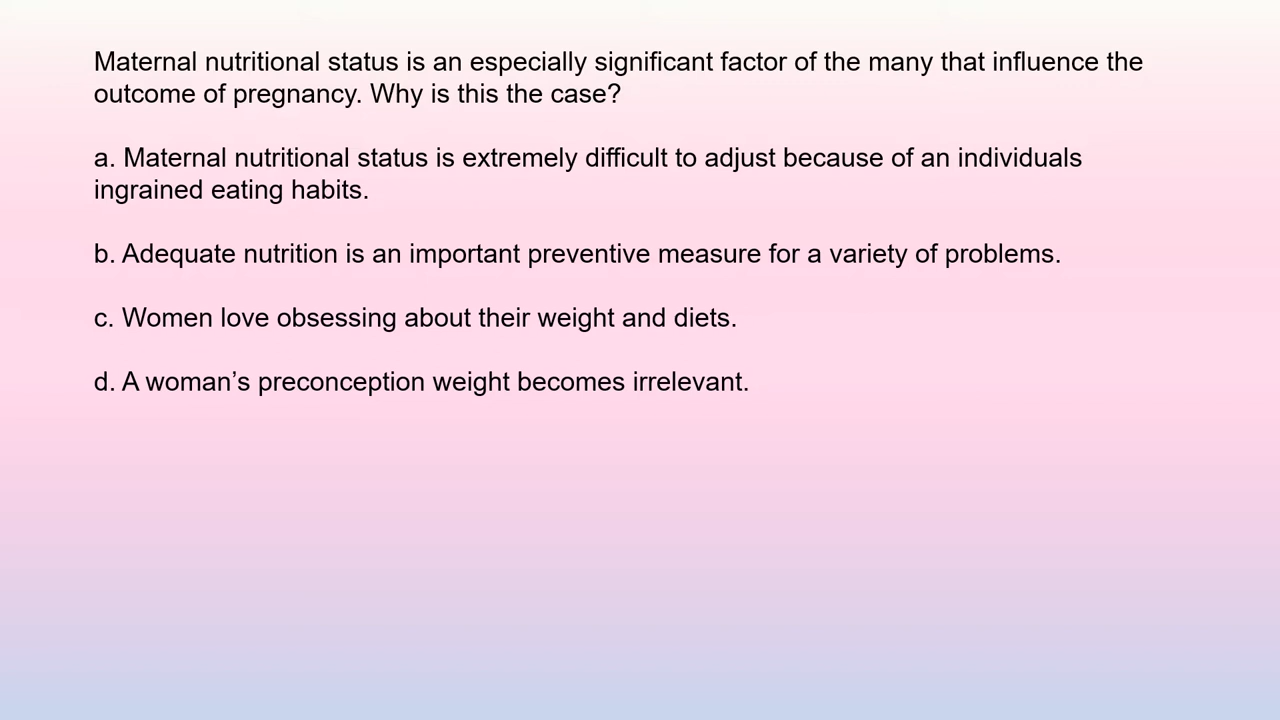 Maternal nutritional status is an especially significant factor of the many that influence the
outcome of pregnancy. Why is this the case?
a. Maternal nutritional status is extremely difficult to adjust because of an individuals
ingrained eating habits.
b. Adequate nutrition is an important preventive measure for a variety of problems.
c. Women love obsessing about their weight and diets.
d. A woman’s preconception weight becomes irrelevant.